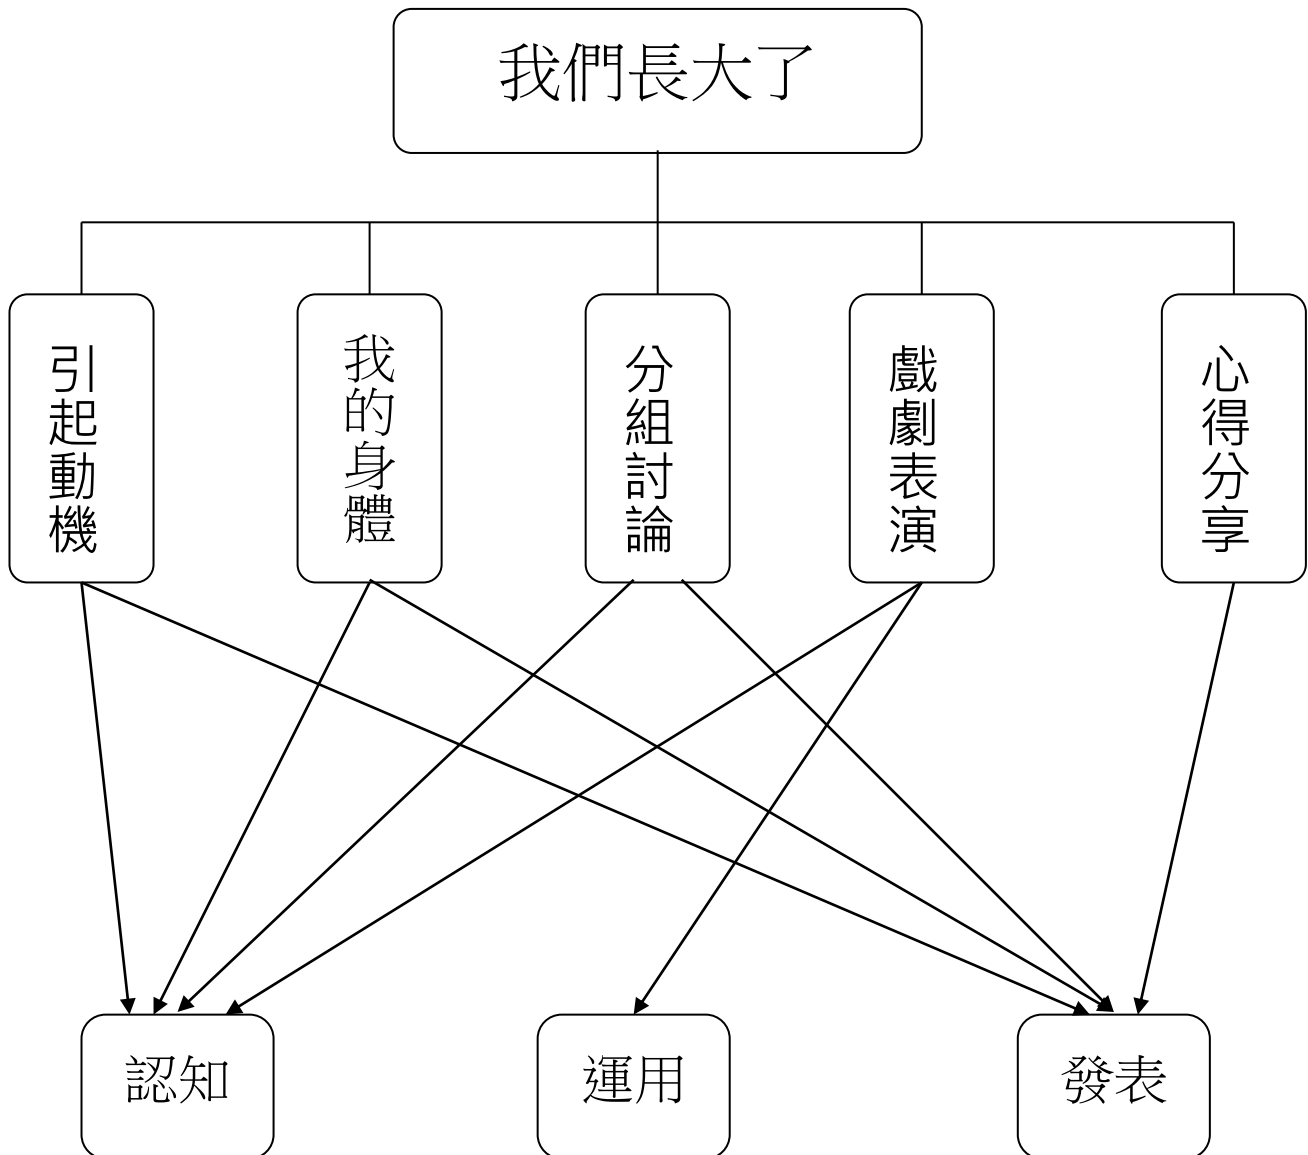 我們長大了
引起動機
我的身體
分組討論
戲劇表演
心得分享
認知
運用
發表